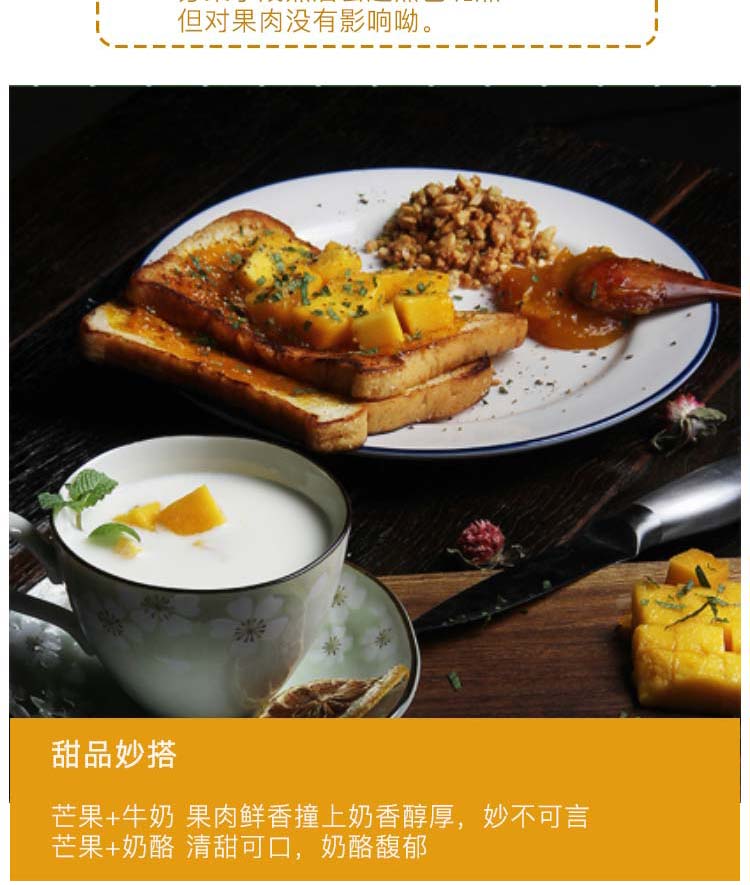 但对果肉没有影响呦。
甜品妙搭
芒果+牛奶 果肉鲜香撞上奶香醇厚，妙不可言
芒果+奶酪 清甜可口，奶酪馥郁